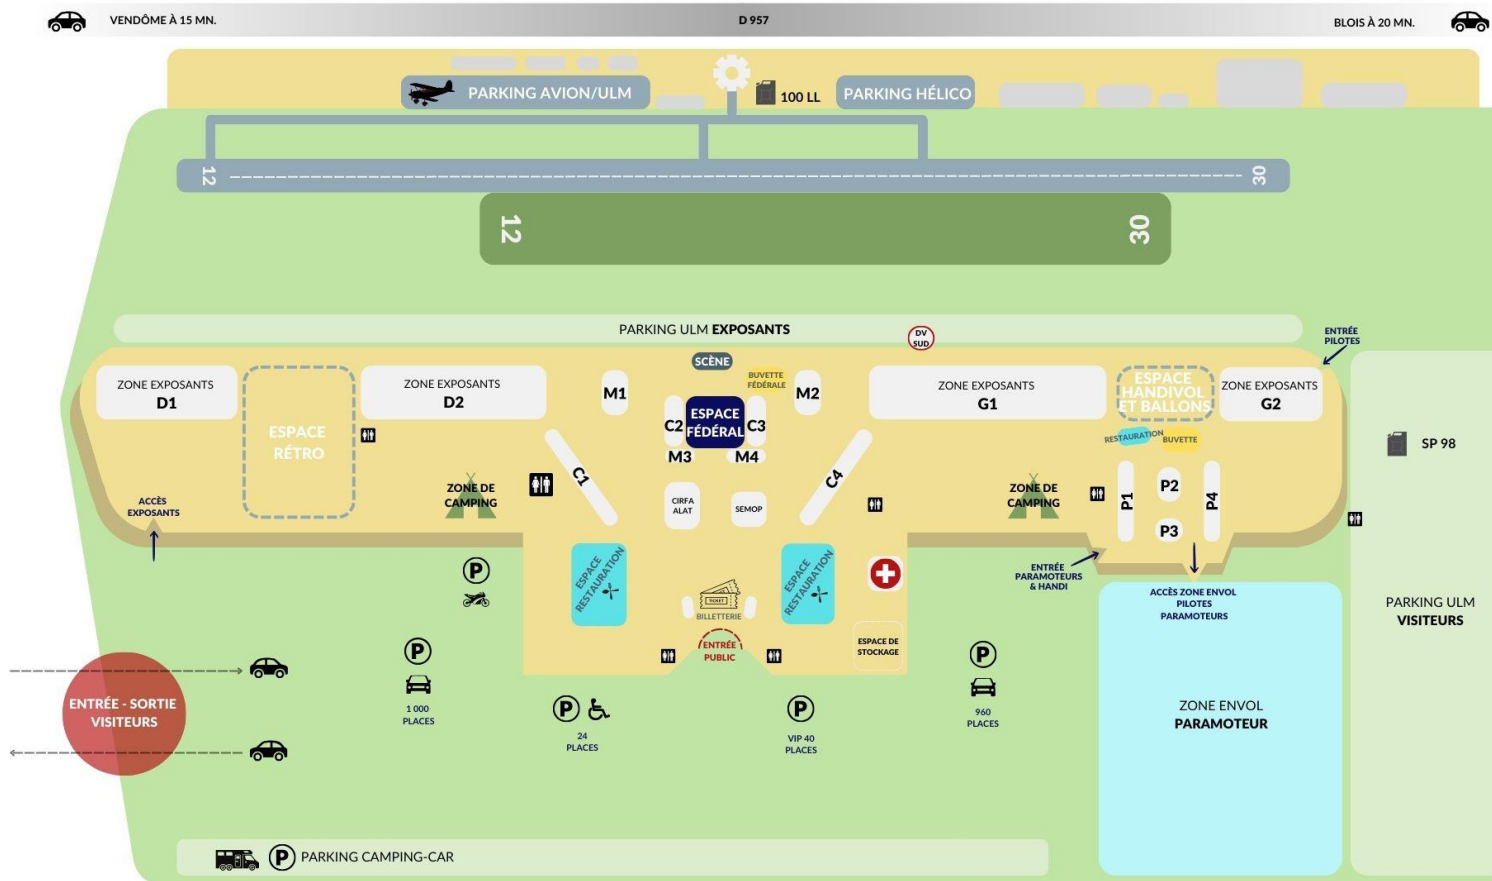 VENDÔME À 15 MN.
D 957
BLOIS À 20 MN.
PARKING AVION/ULM
100 LL
PARKING HÉLICO
12
30
12
30
PARKING ULM EXPOSANTS
DV
SUD
ENTRÉE
PILOTES
SCÈNE
BUVETTE
FÉDÉRALE
ZONE EXPOSANTS
D1
ESPACE
RÉTRO
ZONE EXPOSANTS
D2
M1
C2
ESPACE
FÉDÉRAL
C3
M2
M3
M4
ZONE EXPOSANTS
G1
ESPACE
HANDIVOL
ET BALLONS
ZONE EXPOSANTS
G2
RESTAURATION
BUVETTE
SP 98
C1
C4
CIRFA
ALAT
SEMOP
ZONE DE
CAMPING
ZONE DE
CAMPING
P1
P2
P3
P4
ACCÈS
EXPOSANTS
ESPACE
RESTAURATION
ESPACE
RESTAURATION
TICKET
BILLETTERIE
ENTRÉE
PUBLIC
ESPACE DE
STOCKAGE
ENTRÉE
PARAMOTEURS
& HANDI
ACCÈS ZONE ENVOL
PILOTES
PARAMOTEURS
PARKING ULM
VISITEURS
ENTRÉE - SORTIE
VISITEURS
P
P
1 000
PLACES
P
24
PLACES
P
VIP 40
PLACES
P
960
PLACES
ZONE ENVOL
PARAMOTEUR
P PARKING CAMPING-CAR